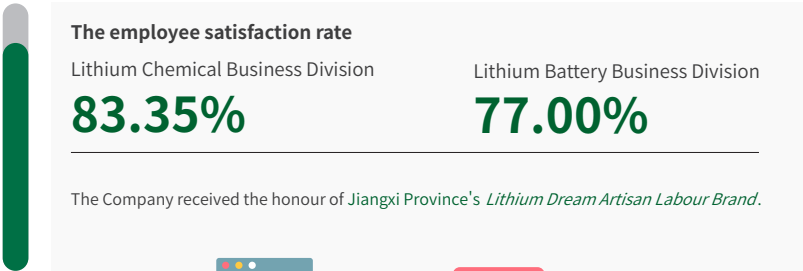 The employee satisfaction rate
Lithium Chemical Business Division
83.35%
Lithium Battery Business Division
77.00%
The Company received the honour of Jiangxi Province's Lithium Dream Artisan Labour Brand.